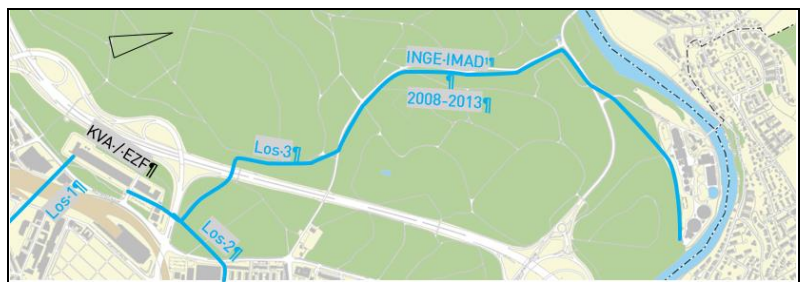 INGE·IMAD¶
¶
2008-2013¶
KVA·/·EZF¶
Los·3¶
Los·1¶
Los·2¶